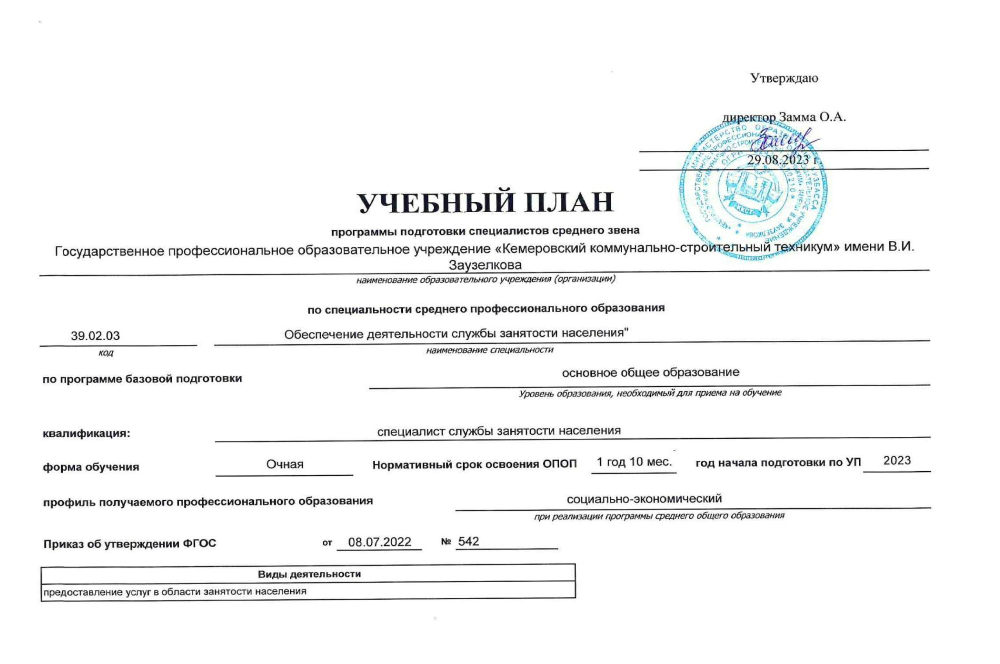 Утверждаю
директор Замма О.А.
29.08.2023 г.
УЧЕБНЫЙ ПЛАН
программы подготовки специалистов среднего звена
Государственное профессиональное образовательное учреждение «Кемеровский коммунально-строительный техникум» имени В.И.
Заузелкова
наименование образовательного учреждения (организации)
по специальности среднего профессионального образования
39.02.03 Обеспечение деятельности службы занятости населения"
код наименование специальности
по программе базовой подготовки основное общее образование
Уровень образования, необходимый для приема на обучение
квалификация: специалист службы занятости населения
форма обучения Очная Нормативный срок освоения ОПОП 1 год 10 мес. год начала подготовки по УП 2023
профиль получаемого профессионального образования социально-экономический
при реализации программы среднего общего образования
Приказ об утверждении ФГОС от 08.07.2022 № 542
Виды деятельности
предоставление услуг в области занятости населения